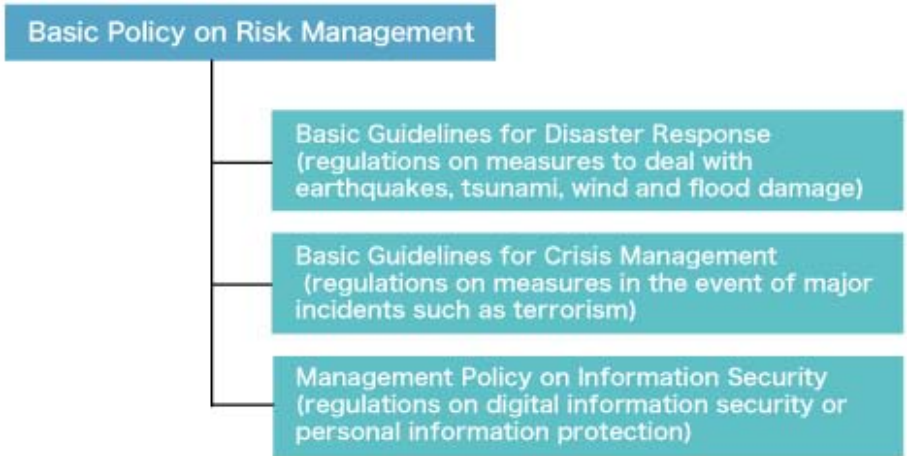 Basic Policy on Risk Management
Basic Guidelines for Disaster Response
(regulations on measures to deal with
earthquakes, tsunami, wind and flood damage)
Basic Guidelines for Crisis Management
(regulations on measures in the event of major
incidents such as terrorism)
Management Policy on Information Security
(regulations on digital information security or
personal information protection)